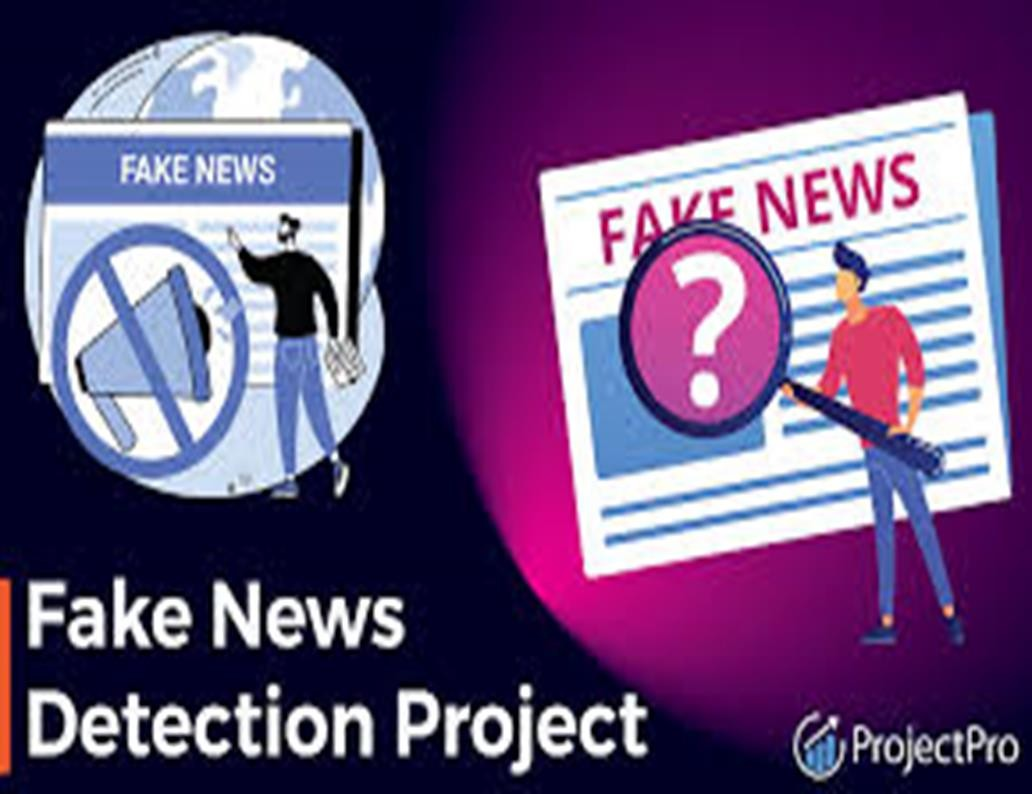 FAKE NEWS
FAKE NEWS
?
Fake News
Detection Project
ProjectPro